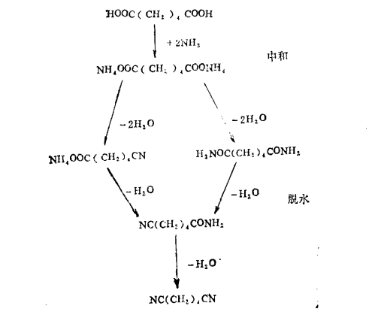 HOOC(CH₂)₄COOH
+2NH₃
NH₄OOC(CH₂)₄COONH₄
中和
-2H₂O
-2H₂O
NH₄OOC(CH₂)₄CN
H₂NOC(CH₂)₄CONH₂
-H₂O
-H₂O
脱水
NC(CH₂)₄CONH₂
-H₂O
NC(CH₂)₄CN